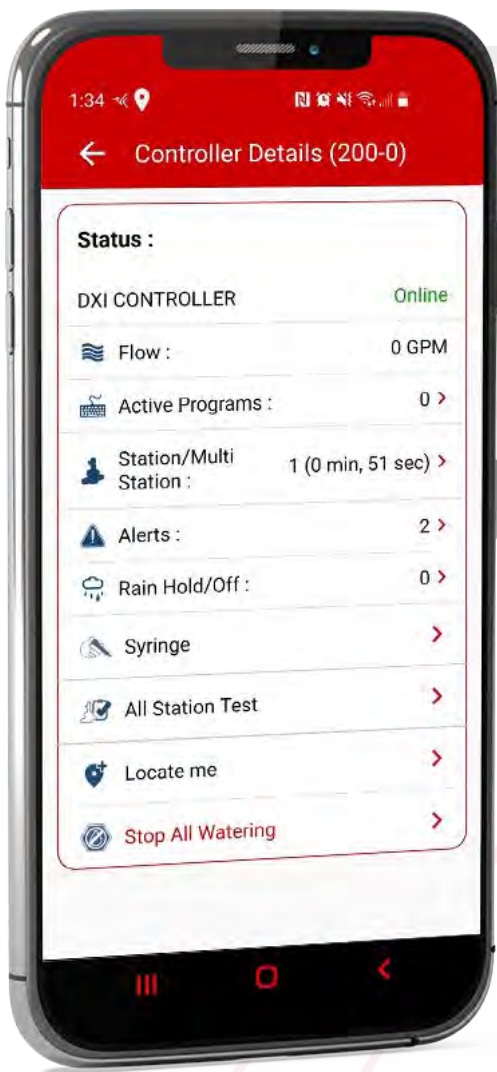 1:34
Controller Details (200-0)
Status :
DXI CONTROLLER Online
Flow : 0 GPM
Active Programs : 0
Station/Multi
Station : 1 (0 min, 51 sec)
Alerts : 2
Rain Hold/Off : 0
Syringe
All Station Test
Locate me
Stop All Watering